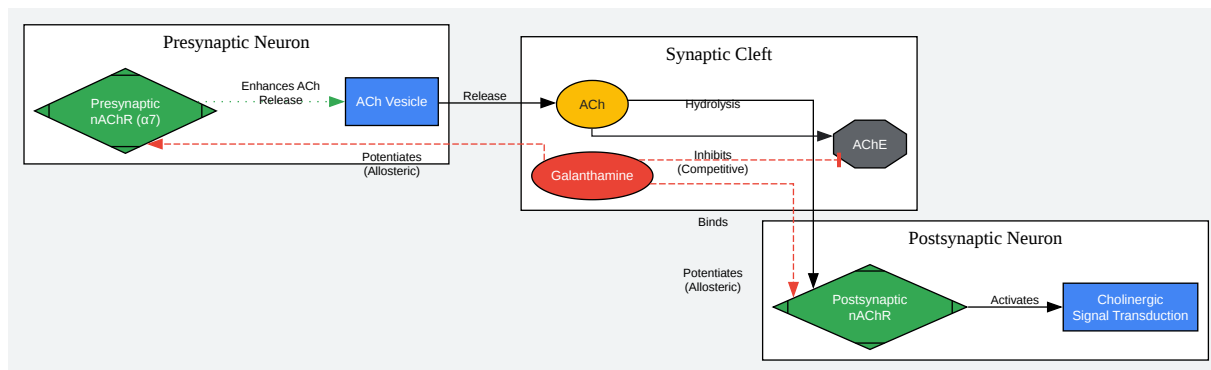 Presynaptic Neuron
Presynaptic
nAChR (α7)
Enhances ACh
Release
ACh Vesicle
Release
Potentiates
(Allosteric)
Synaptic Cleft
ACh
Hydrolysis
AChE
Galanthamine
Inhibits
(Competitive)
Binds
Potentiates
(Allosteric)
Postsynaptic Neuron
Postsynaptic
nAChR
Activates
Cholinergic
Signal Transduction